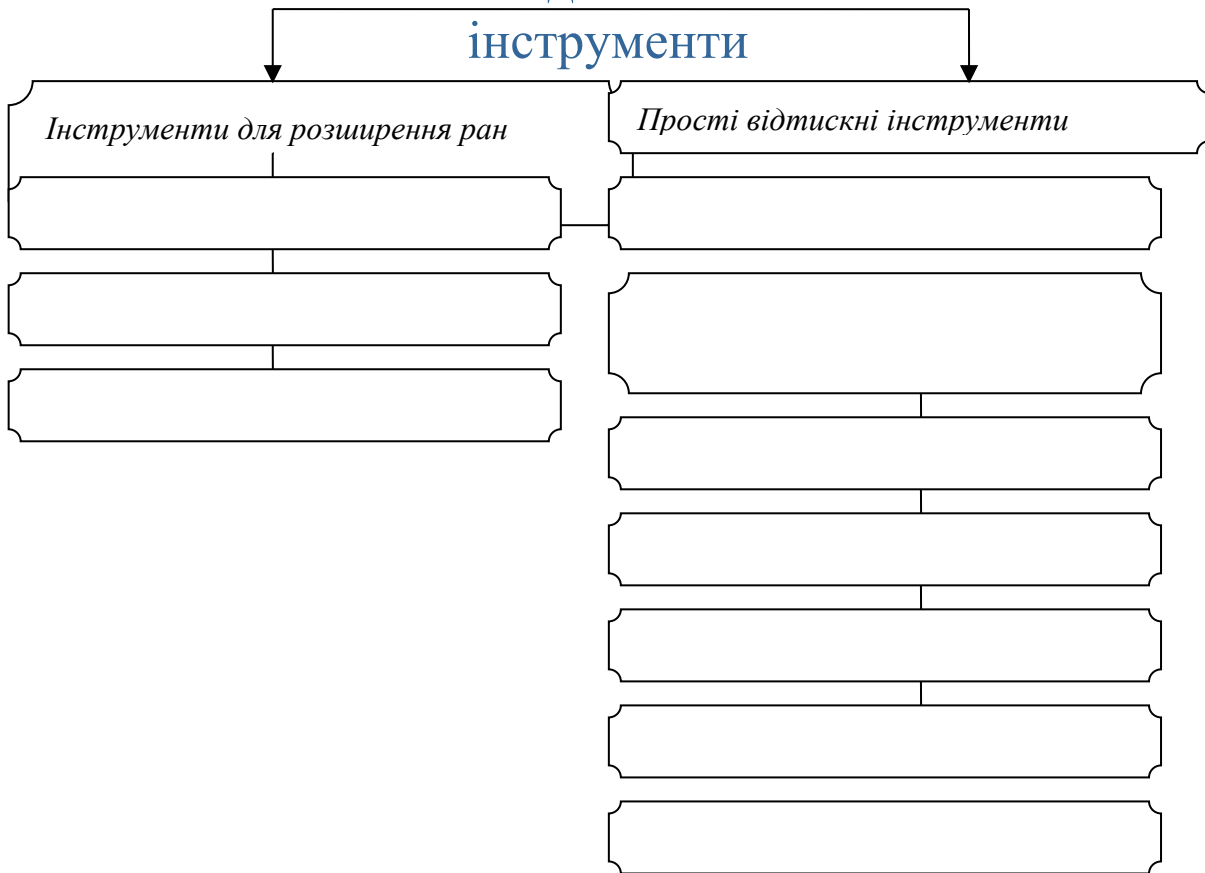 інструменти
Інструменти для розширення ран
Прості відтискні інструменти